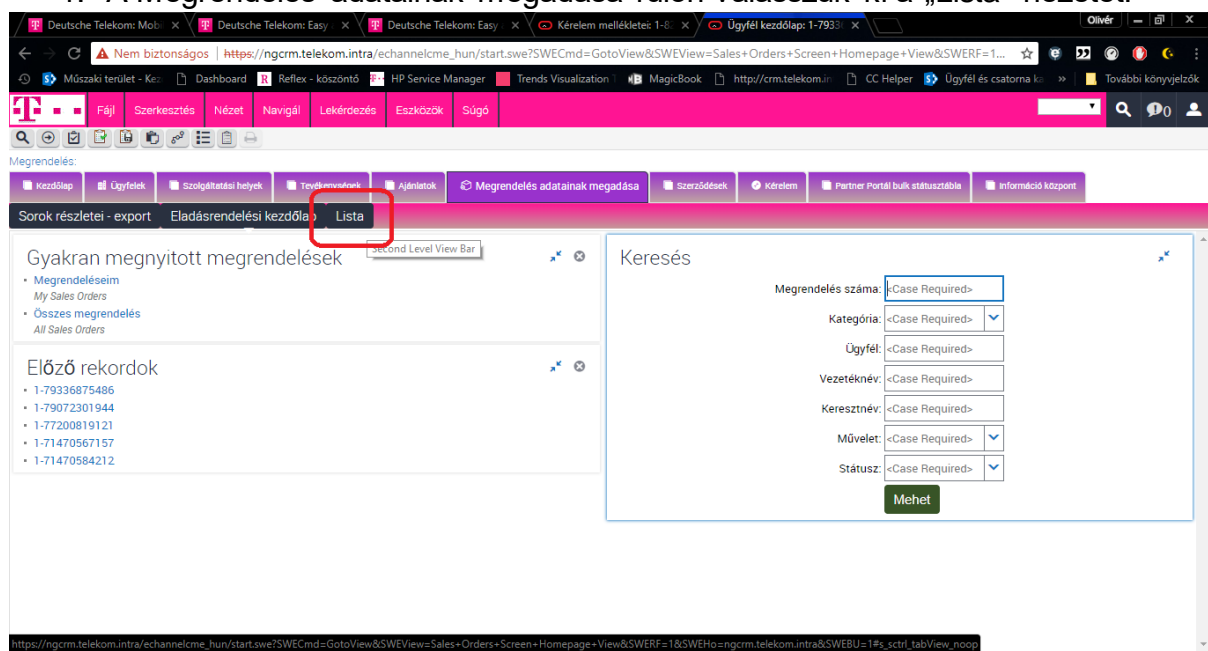 1. A Megrendelés adatainak megadása fülön válasszuk ki a „Lista" nézetet.
Deutsche Telekom: Mobi Deutsche Telekom: Easy Deutsche Telekom: Easy Kérelem mellékletei: 1-8 Ügyfél kezdőlap: 1-7933 Olivér
Nem biztonságos | https://ngcrm.telekom.intra/echannelcme_hun/start.swe?SWECmd=GotoView&SWEView=Sales+Orders+Screen+Homepage+View&SWERF=1...
Műszaki terület - Kez Dashboard Reflex - köszöntő HP Service Manager Trends Visualization MagicBook http://crm.telekom.in CC Helper Ügyfél és csatorna ka » További könyvjelzők
Fájl Szerkesztés Nézet Navigál Lekérdezés Eszközök Súgó 0
Megrendelés:
Kezdőlap Ügyfelek Szolgáltatási helyek Tevékenységek Ajánlatok Megrendelés adatainak megadása Szerződések Kérelem Partner Portál bulk státusztábla Információ központ
Sorok részletei - export Eladásrendelési kezdőlap Lista
Second Level View Bar
Gyakran megnyitott megrendelések
Megrendeléseim
My Sales Orders
Összes megrendelés
All Sales Orders
Előző rekordok
1-79336875486
1-79072301944
1-77200819121
1-71470567157
1-71470584212
Keresés
Megrendelés száma: <Case Required>
Kategória: <Case Required>
Ügyfél: <Case Required>
Vezetéknév: <Case Required>
Keresztnév: <Case Required>
Művelet: <Case Required>
Státusz: <Case Required>
Mehet
https://ngcrm.telekom.intra/echannelcme_hun/start.swe?SWECmd=GotoView&SWEView=Sales+Orders+Screen+Homepage+View&SWERF=1&SWEHo=ngcrm.telekom.intra&SWEBU=1#s_sctrl_tabView_noop